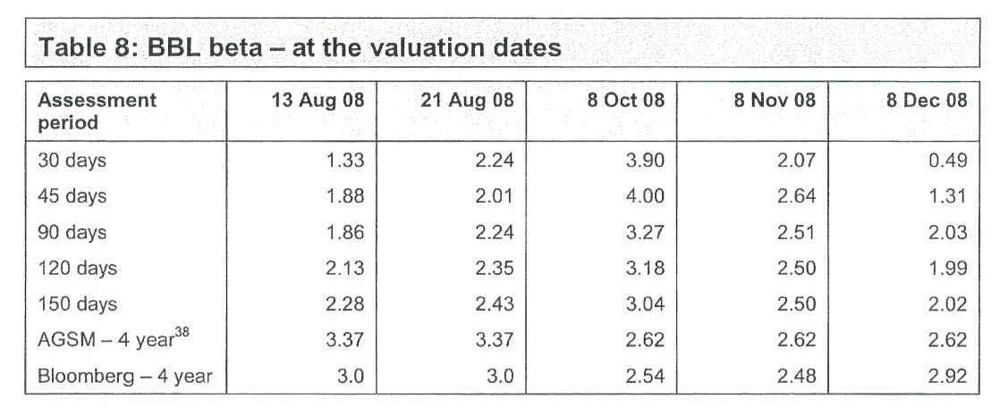 Table 8: BBL beta – at the valuation dates
Assessment period 13 Aug 08 21 Aug 08 8 Oct 08 8 Nov 08 8 Dec 08
30 days 1.33 2.24 3.90 2.07 0.49
45 days 1.88 2.01 4.00 2.64 1.31
90 days 1.86 2.24 3.27 2.51 2.03
120 days 2.13 2.35 3.18 2.50 1.99
150 days 2.28 2.43 3.04 2.50 2.02
AGSM – 4 year38 3.37 3.37 2.62 2.62 2.62
Bloomberg – 4 year 3.0 3.0 2.54 2.48 2.92